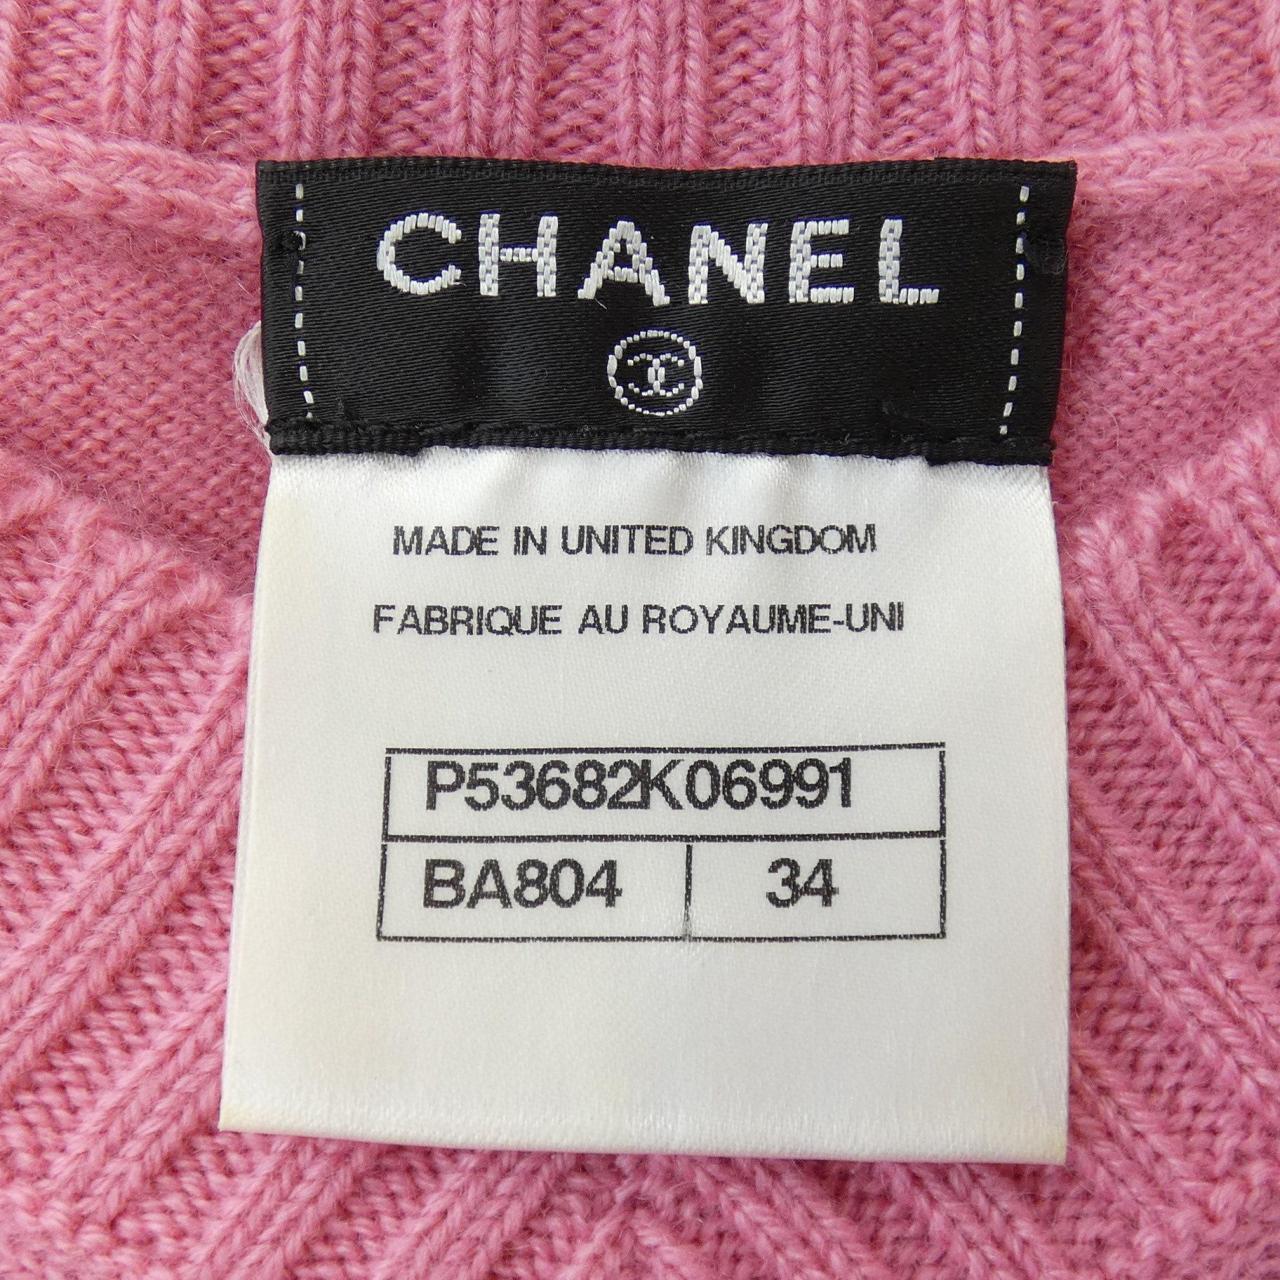 CHANEL
MADE IN UNITED KINGDOM
FABRIQUE AU ROYAUME-UNI
P53682K06991
BA804 34